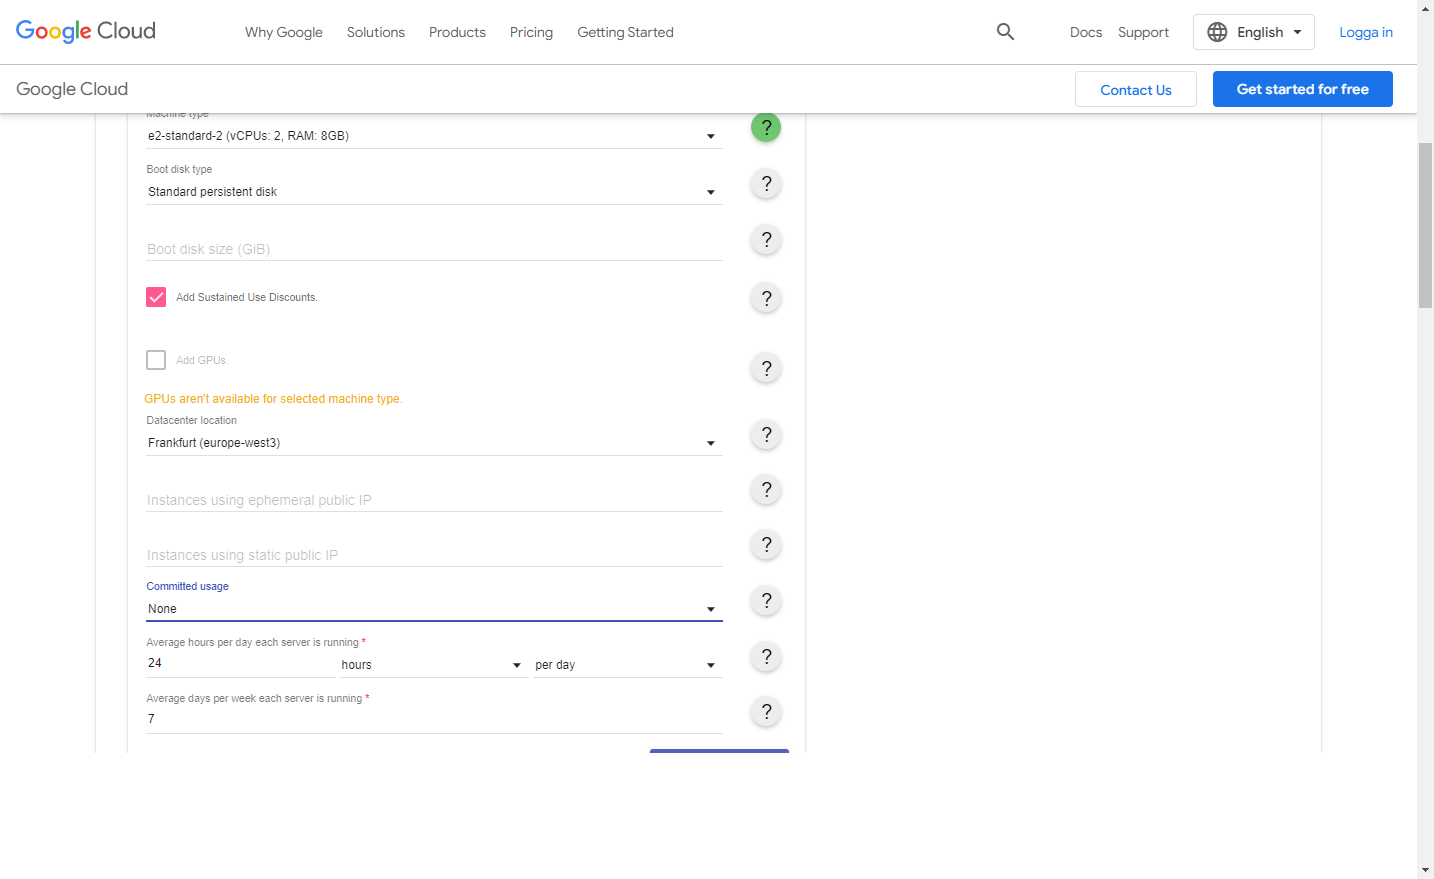 Google Cloud
Why Google Solutions Products Pricing Getting Started
Docs Support English Logga in
Google Cloud
Contact Us Get started for free
Machine type
e2-standard-2 (vCPUs: 2, RAM: 8GB)
?
Boot disk type
Standard persistent disk
?
Boot disk size (GiB)
?
Add Sustained Use Discounts.
?
Add GPUs.
?
GPUs aren't available for selected machine type.
Datacenter location
Frankfurt (europe-west3)
?
Instances using ephemeral public IP
?
Instances using static public IP
?
Committed usage
None
?
Average hours per day each server is running *
24 hours per day
?
Average days per week each server is running *
7
?